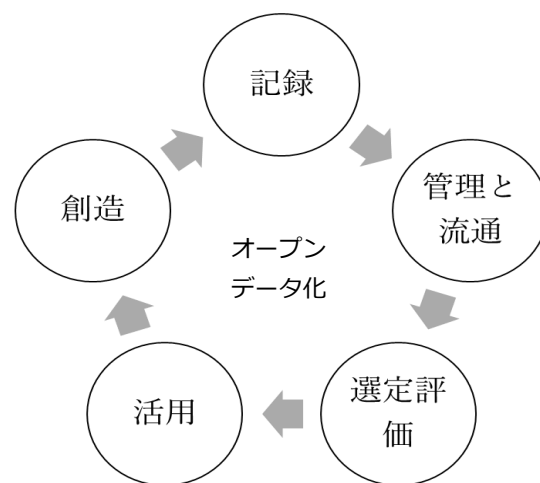 記録
管理と
流通
選定評
価
活用
創造
オープン
データ化